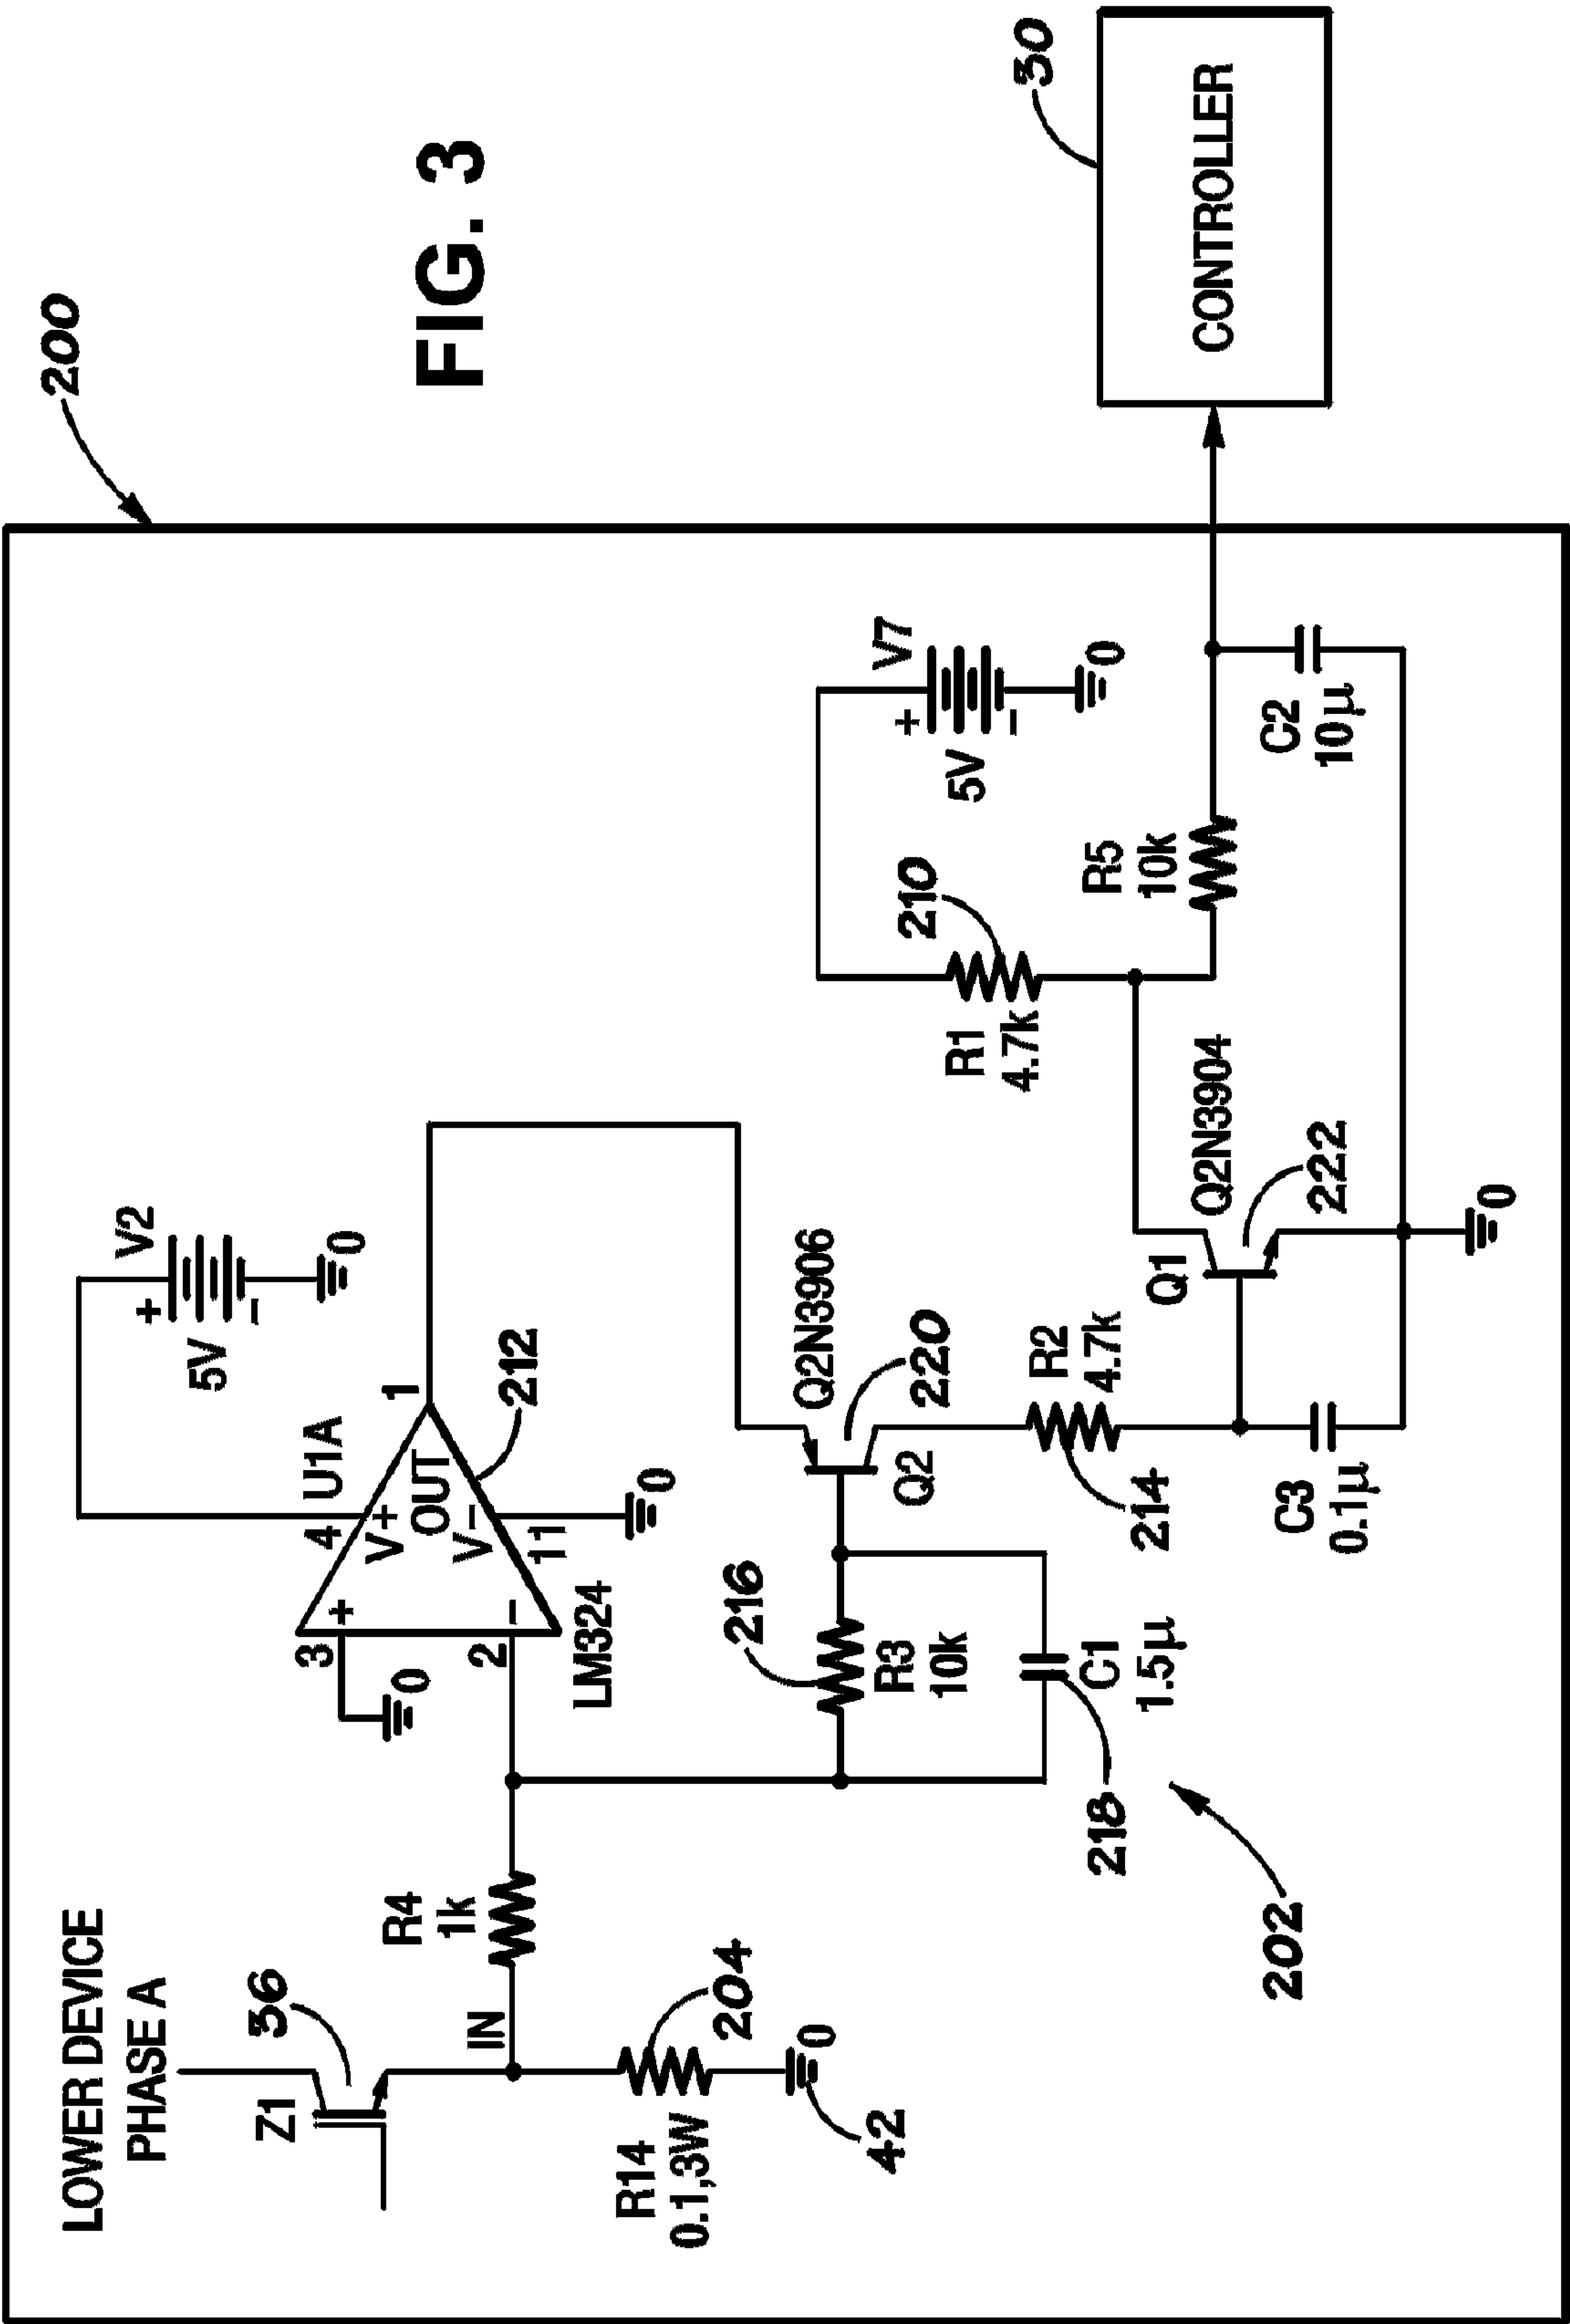 FIG. 3
200
LOWER DEVICE
PHASE A
Z1
36
IN
R14
0.1,3W
204
42
0
R4
1k
3
+
2
−
0
4
U1A
V+
OUT
V−
11
1
LM324
212
0
V2
+
5V
−
0
216
R3
10k
C1
1.5µ
218
202
Q2N3906
220
Q2
R2
4.7k
214
C3
0.1µ
Q1
Q2N3904
222
0
R1
4.7k
210
V7
+
5V
−
0
R5
10k
C2
10µ
30
CONTROLLER